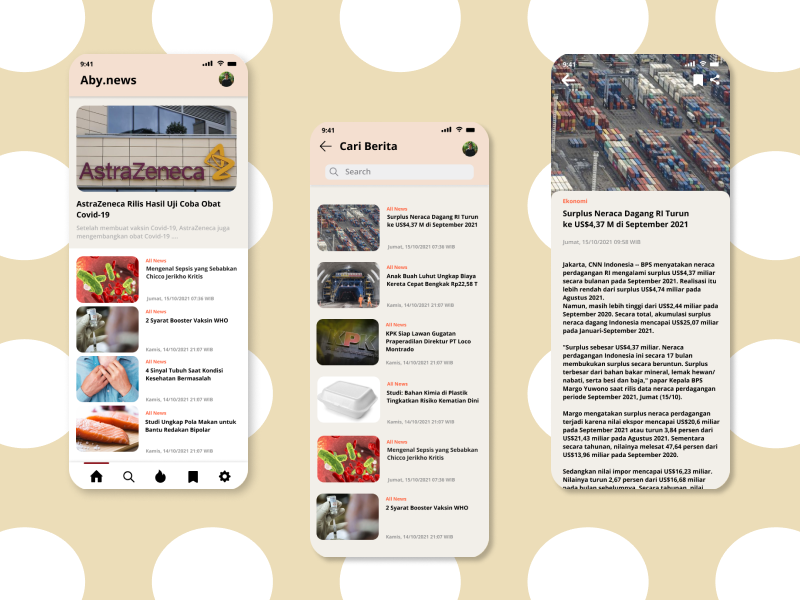 9:41
Aby.news
AstraZeneca
AstraZeneca Rilis Hasil Uji Coba Obat
Covid-19
Setelah membuat vaksin Covid-19, AstraZeneca juga
mengembangkan obat Covid-19 ....
All News
Mengenal Sepsis yang Sebabkan
Chicco Jerikho Kritis
Jumat, 15/10/2021 07:36 WIB
All News
2 Syarat Booster Vaksin WHO
Kamis, 14/10/2021 21:07 WIB
All News
4 Sinyal Tubuh Saat Kondisi
Kesehatan Bermasalah
Kamis, 14/10/2021 21:07 WIB
All News
Studi Ungkap Pola Makan untuk
Bantu Redakan Bipolar
Kamis, 14/10/2021 21:07 WIB
9:41
Cari Berita
Search
All News
Surplus Neraca Dagang RI Turun
ke US$4,37 M di September 2021
Jumat, 15/10/2021 07:36 WIB
All News
Anak Buah Luhut Ungkap Biaya
Kereta Cepat Bengkak Rp22,58 T
Kamis, 14/10/2021 21:07 WIB
All News
KPK Siap Lawan Gugatan
Praperadilan Direktur PT Loco
Montrado
Kamis, 14/10/2021 21:07 WIB
All News
Studi: Bahan Kimia di Plastik
Tingkatkan Risiko Kematian Dini
Kamis, 14/10/2021 21:07 WIB
All News
Mengenal Sepsis yang Sebabkan
Chicco Jerikho Kritis
Jumat, 15/10/2021 07:36 WIB
All News
2 Syarat Booster Vaksin WHO
Kamis, 14/10/2021 21:07 WIB
9:41
Ekonomi
Surplus Neraca Dagang RI Turun
ke US$4,37 M di September 2021
Jumat, 15/10/2021 09:58 WIB
Jakarta, CNN Indonesia -- BPS menyatakan neraca
perdagangan RI mengalami surplus US$4,37 miliar
secara bulanan pada September 2021. Realisasi itu
lebih rendah dari surplus US$4,74 miliar pada
Agustus 2021.
Namun, masih lebih tinggi dari US$2,44 miliar pada
September 2020. Secara total, akumulasi surplus
neraca dagang Indonesia mencapai US$25,07 miliar
pada Januari-September 2021.
"Surplus sebesar US$4,37 miliar. Neraca
perdagangan Indonesia ini secara 17 bulan
membukukan surplus secara beruntun. Surplus
terbesar dari bahan bakar mineral, lemak hewan/
nabati, serta besi dan baja," papar Kepala BPS
Margo Yuwono saat rilis data neraca perdagangan
periode September 2021, Jumat (15/10).
Margo mengatakan surplus neraca perdagangan
terjadi karena nilai ekspor mencapai US$20,6 miliar
pada September 2021 atau turun 3,84 persen dari
US$21,43 miliar pada Agustus 2021. Sementara
secara tahunan, nilainya melesat 47,64 persen dari
US$13,96 miliar pada September 2020.
Sedangkan nilai impor mencapai US$16,23 miliar.
Nilainya turun 2,67 persen dari US$16,68 miliar
pada bulan sebelumnya. Secara tahunan, nilai